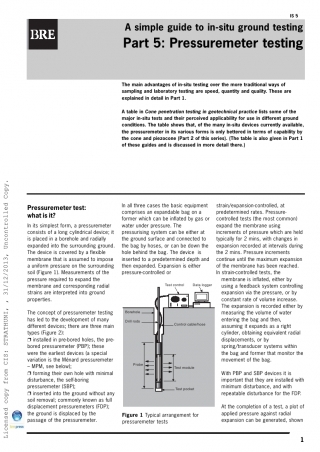 IS 5
BRE
A simple guide to in-situ ground testing
Part 5: Pressuremeter testing
The main advantages of in-situ testing over the more traditional ways of
sampling and laboratory testing are speed, quantity and quality. These are
explained in detail in Part 1.
A table in Cone penetration testing in geotechnical practice lists some of the
major in-situ tests and their perceived applicability for use in different ground
conditions. The table shows that, of the many in-situ devices currently available,
the pressuremeter in its various forms is only bettered in terms of capability by
the cone and piezocone (Part 2 of this series). (The table is also given in Part 1
of these guides and is discussed in more detail there.)
Pressuremeter test:
what is it?
In its simplest form, a pressuremeter
consists of a long cylindrical device; it
is placed in a borehole and radially
expanded into the surrounding ground.
The device is covered by a flexible
membrane that is assumed to impose
a uniform pressure on the surrounding
soil (Figure 1). Measurements of the
pressure required to expand the
membrane and corresponding radial
strains are interpreted into ground
properties.
The concept of pressuremeter testing
has led to the development of many
different devices; there are three main
types (Figure 2):
❒ installed in pre-bored holes, the pre-
bored pressuremeter (PBP); these
were the earliest devices (a special
variation is the Ménard pressuremeter
– MPM, see below);
❒ forming their own hole with minimal
disturbance, the self-boring
pressuremeter (SBP);
❒ inserted into the ground without any
soil removal; commonly known as full
displacement pressuremeters (FDP);
the ground is displaced by the
passage of the pressuremeter.
In all three cases the basic equipment
comprises an expandable bag on a
former which can be inflated by gas or
water under pressure. The
pressurising system can be either at
the ground surface and connected to
the bag by hoses, or can be down the
hole behind the bag. The device is
inserted to a predetermined depth and
then expanded. Expansion is either
pressure-controlled or
Test control
Data logger
Borehole
Drill rods
Control cable/hose
Probe
Test module
Test pocket
Figure 1 Typical arrangement for
pressuremeter tests
strain/expansion-controlled, at
predetermined rates. Pressure-
controlled tests (the most common)
expand the membrane using
increments of pressure which are held
typically for 2 mins, with changes in
expansion recorded at intervals during
the 2 mins. Pressure increments
continue until the maximum expansion
of the membrane has been reached.
In strain-controlled tests, the
membrane is inflated, either by
using a feedback system controlling
expansion via the pressure, or by
constant rate of volume increase.
The expansion is recorded either by
measuring the volume of water
entering the bag and then,
assuming it expands as a right
cylinder, obtaining equivalent radial
displacements, or by
spring/transducer systems within
the bag and former that monitor the
movement of the bag.
With PBP and SBP devices it is
important that they are installed with
minimum disturbance, and with
repeatable disturbance for the FDP.
At the completion of a test, a plot of
applied pressure against radial
expansion can be generated, shown
1
Licensed copy from CIS: STRATHUNI, , 31/12/2013, Uncontrolled Copy.